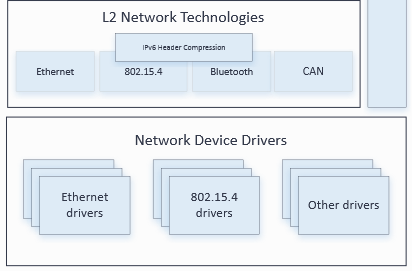 L2 Network Technologies
IPv6 Header Compression
Ethernet
802.15.4
Bluetooth
CAN
Network Device Drivers
Ethernet
drivers
802.15.4
drivers
Other drivers